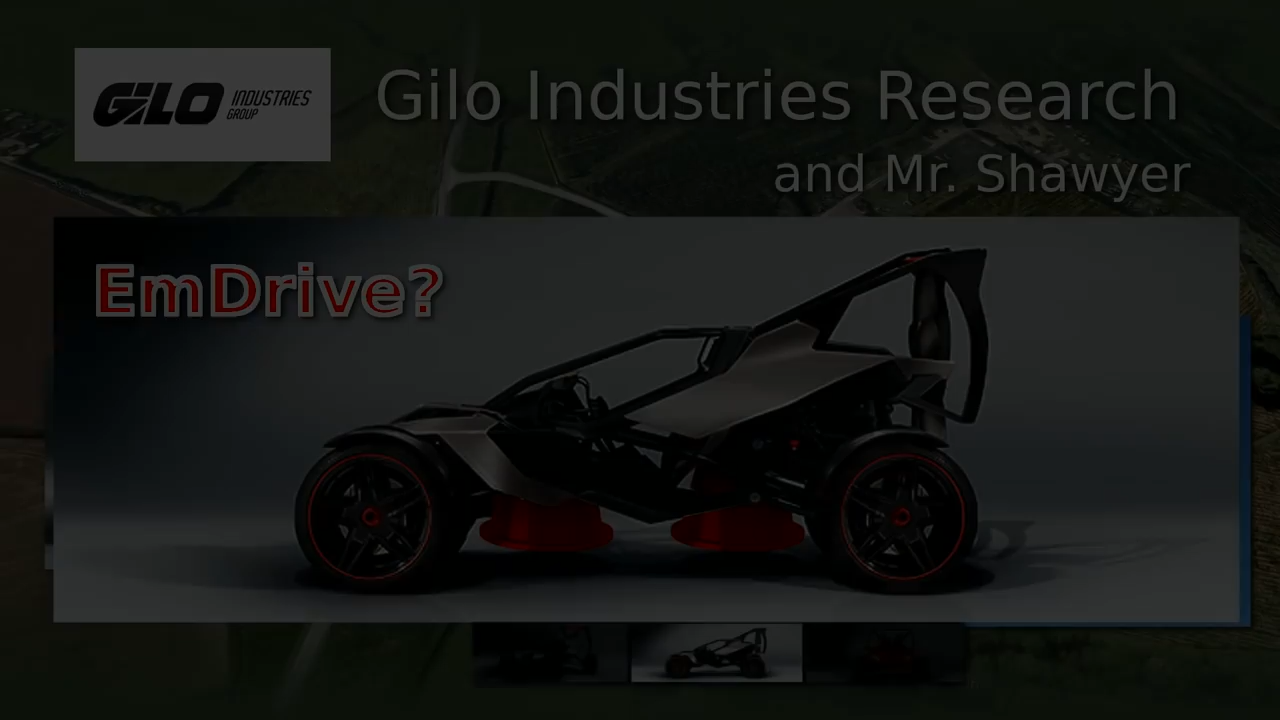 GILO INDUSTRIES
GROUP
Gilo Industries Research
and Mr. Shawyer
EmDrive?